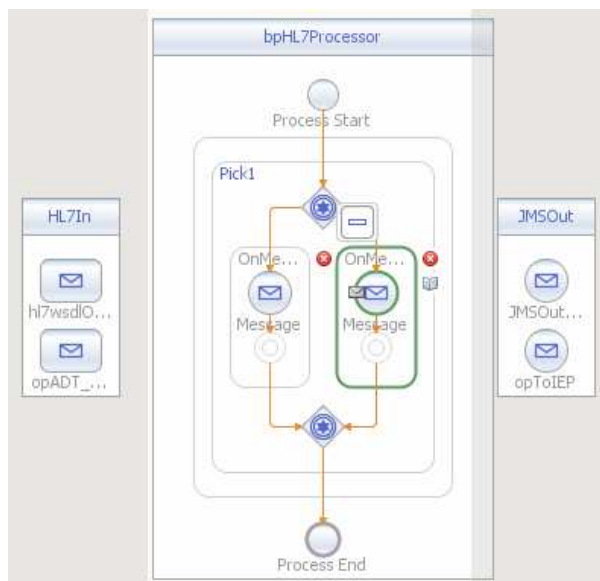 bpHL7Processor
Process Start
Pick1
HL7In
JMSOut
OnMe...
OnMe...
hl7wsdlO...
Message
Message
JMSOut...
opADT_...
opToIEP
Process End